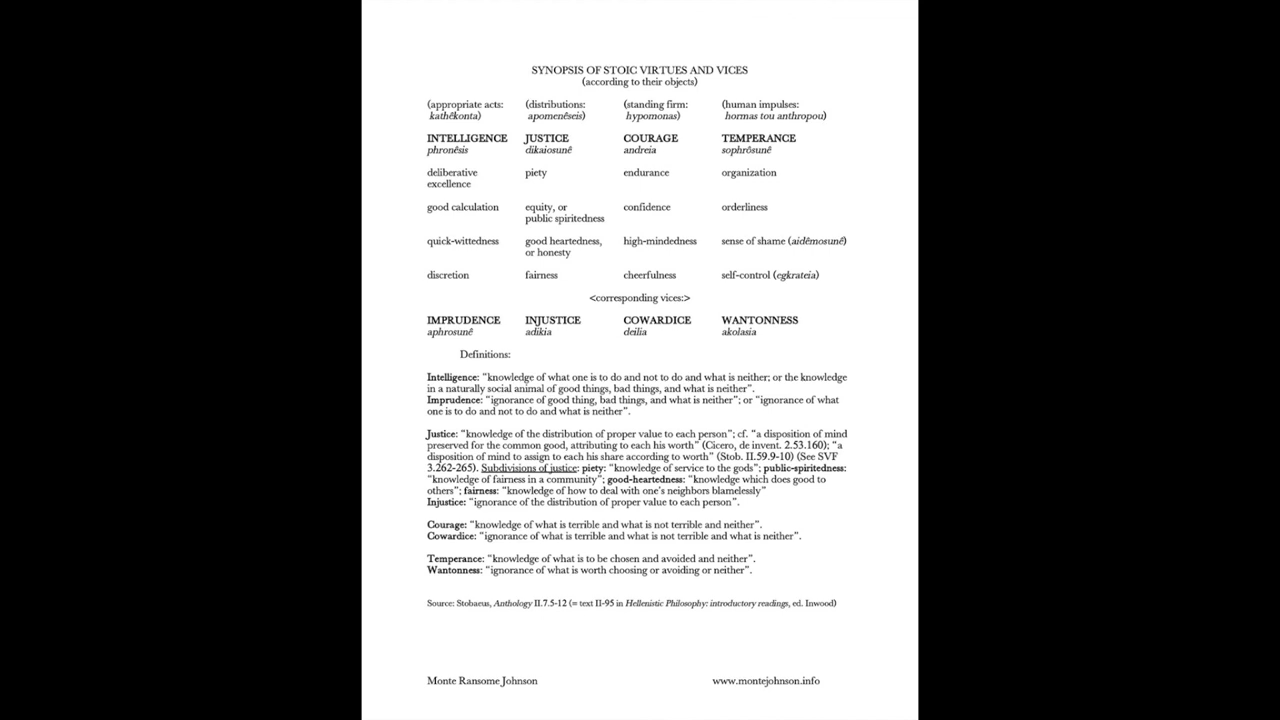 SYNOPSIS OF STOIC VIRTUES AND VICES
(according to their objects)
(appropriate acts: (distributions: (standing firm: (human impulses:
kathêkonta) apomenêseis) hypomonas) hormas tou anthropou)
INTELLIGENCE JUSTICE COURAGE TEMPERANCE
phronêsis dikaiosunê andreia sophrôsunê
deliberative piety endurance organization
excellence
good calculation equity, or confidence orderliness
public spiritedness
quick-wittedness good heartedness, high-mindedness sense of shame (aidêmosunê)
or honesty
discretion fairness cheerfulness self-control (egkrateia)
<corresponding vices:>
IMPRUDENCE INJUSTICE COWARDICE WANTONNESS
aphrosunê adikia deilia akolasia
Definitions:
Intelligence: “knowledge of what one is to do and not to do and what is neither; or the knowledge
in a naturally social animal of good things, bad things, and what is neither”.
Imprudence: “ignorance of good thing, bad things, and what is neither”; or “ignorance of what
one is to do and not to do and what is neither”.
Justice: “knowledge of the distribution of proper value to each person”; cf. “a disposition of mind
preserved for the common good, attributing to each his worth” (Cicero, de invent. 2.53.160); “a
disposition of mind to assign to each his share according to worth” (Stob. II.59.9-10) (See SVF
3.262-265). Subdivisions of justice: piety: “knowledge of service to the gods”; public-spiritedness:
“knowledge of fairness in a community”; good-heartedness: “knowledge which does good to
others”; fairness: “knowledge of how to deal with one’s neighbors blamelessly”
Injustice: “ignorance of the distribution of proper value to each person”.
Courage: “knowledge of what is terrible and what is not terrible and neither”.
Cowardice: “ignorance of what is terrible and what is not terrible and what is neither”.
Temperance: “knowledge of what is to be chosen and avoided and neither”.
Wantonness: “ignorance of what is worth choosing or avoiding or neither”.
Source: Stobaeus, Anthology II.7.5-12 (= text II-95 in Hellenistic Philosophy: introductory readings, ed. Inwood)
Monte Ransome Johnson www.montejohnson.info